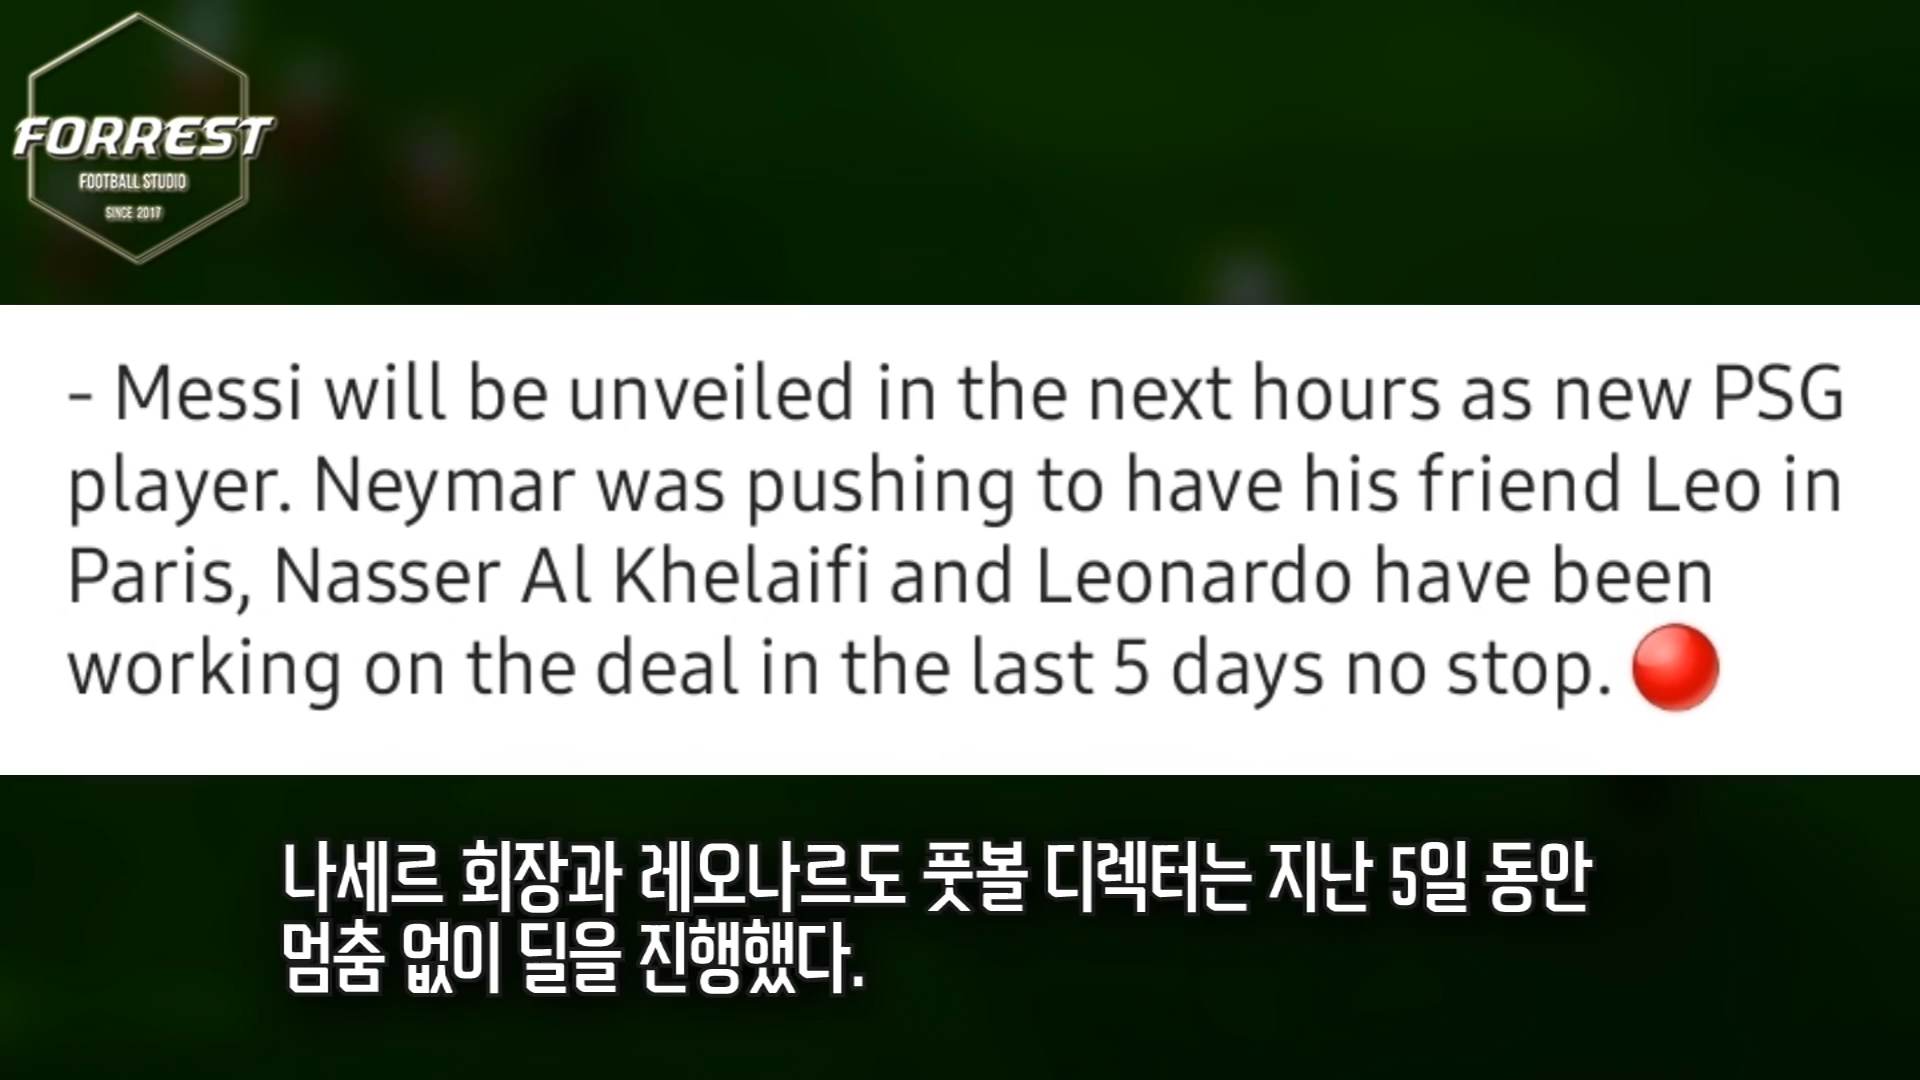 FORREST
FOOTBALL STUDIO
SINCE 2017
- Messi will be unveiled in the next hours as new PSG
player. Neymar was pushing to have his friend Leo in
Paris, Nasser Al Khelaifi and Leonardo have been
working on the deal in the last 5 days no stop. 🔴
나세르 회장과 레오나르도 풋볼 디렉터는 지난 5일 동안
멈춤 없이 딜을 진행했다.